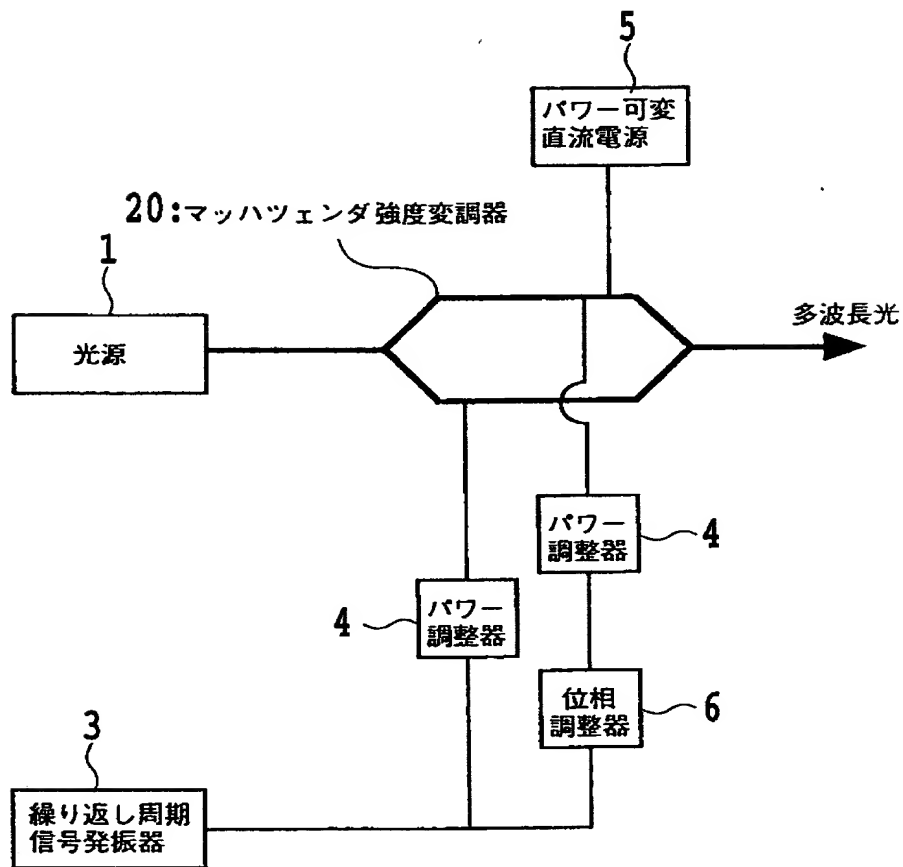 5
パワー可変
直流電源
20:マッハツェンダ強度変調器
1
光源
多波長光
パワー
調整器
4
4
パワー
調整器
位相
調整器
6
3
繰り返し周期
信号発振器